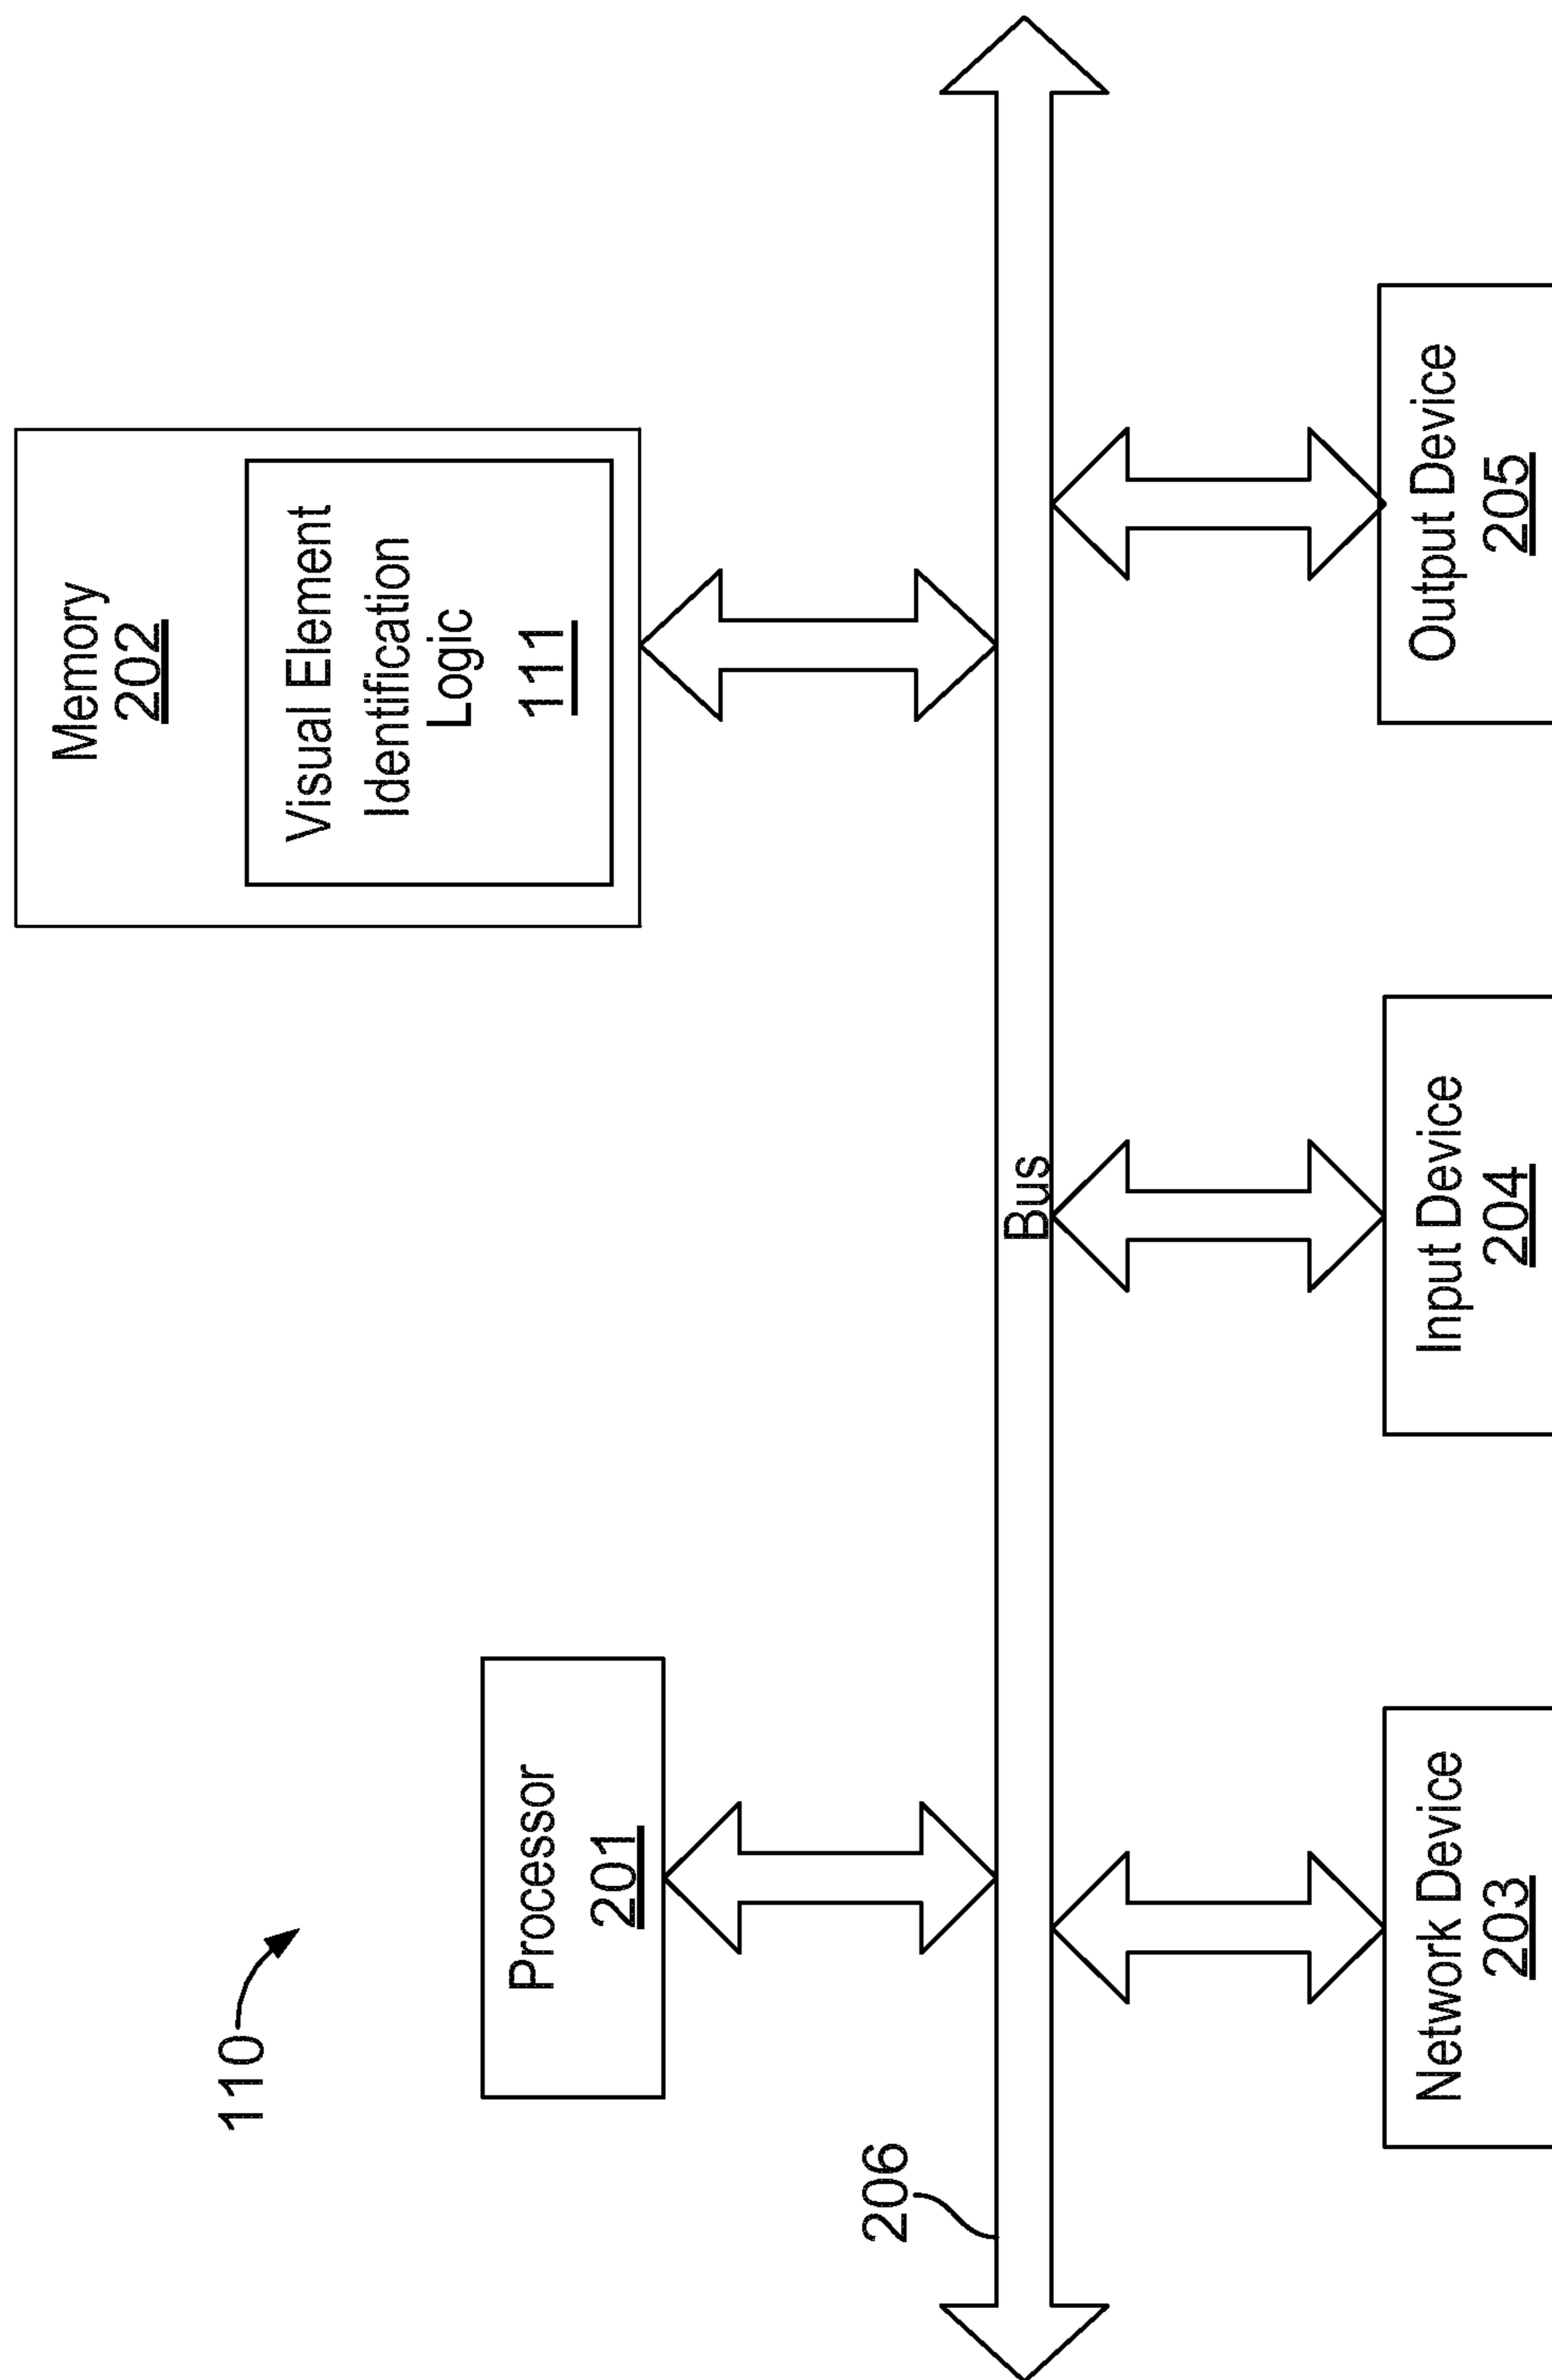 110
Memory
202
Visual Element
Identification
Logic
111
Processor
201
206
Bus
Network Device
203
Input Device
204
Output Device
205